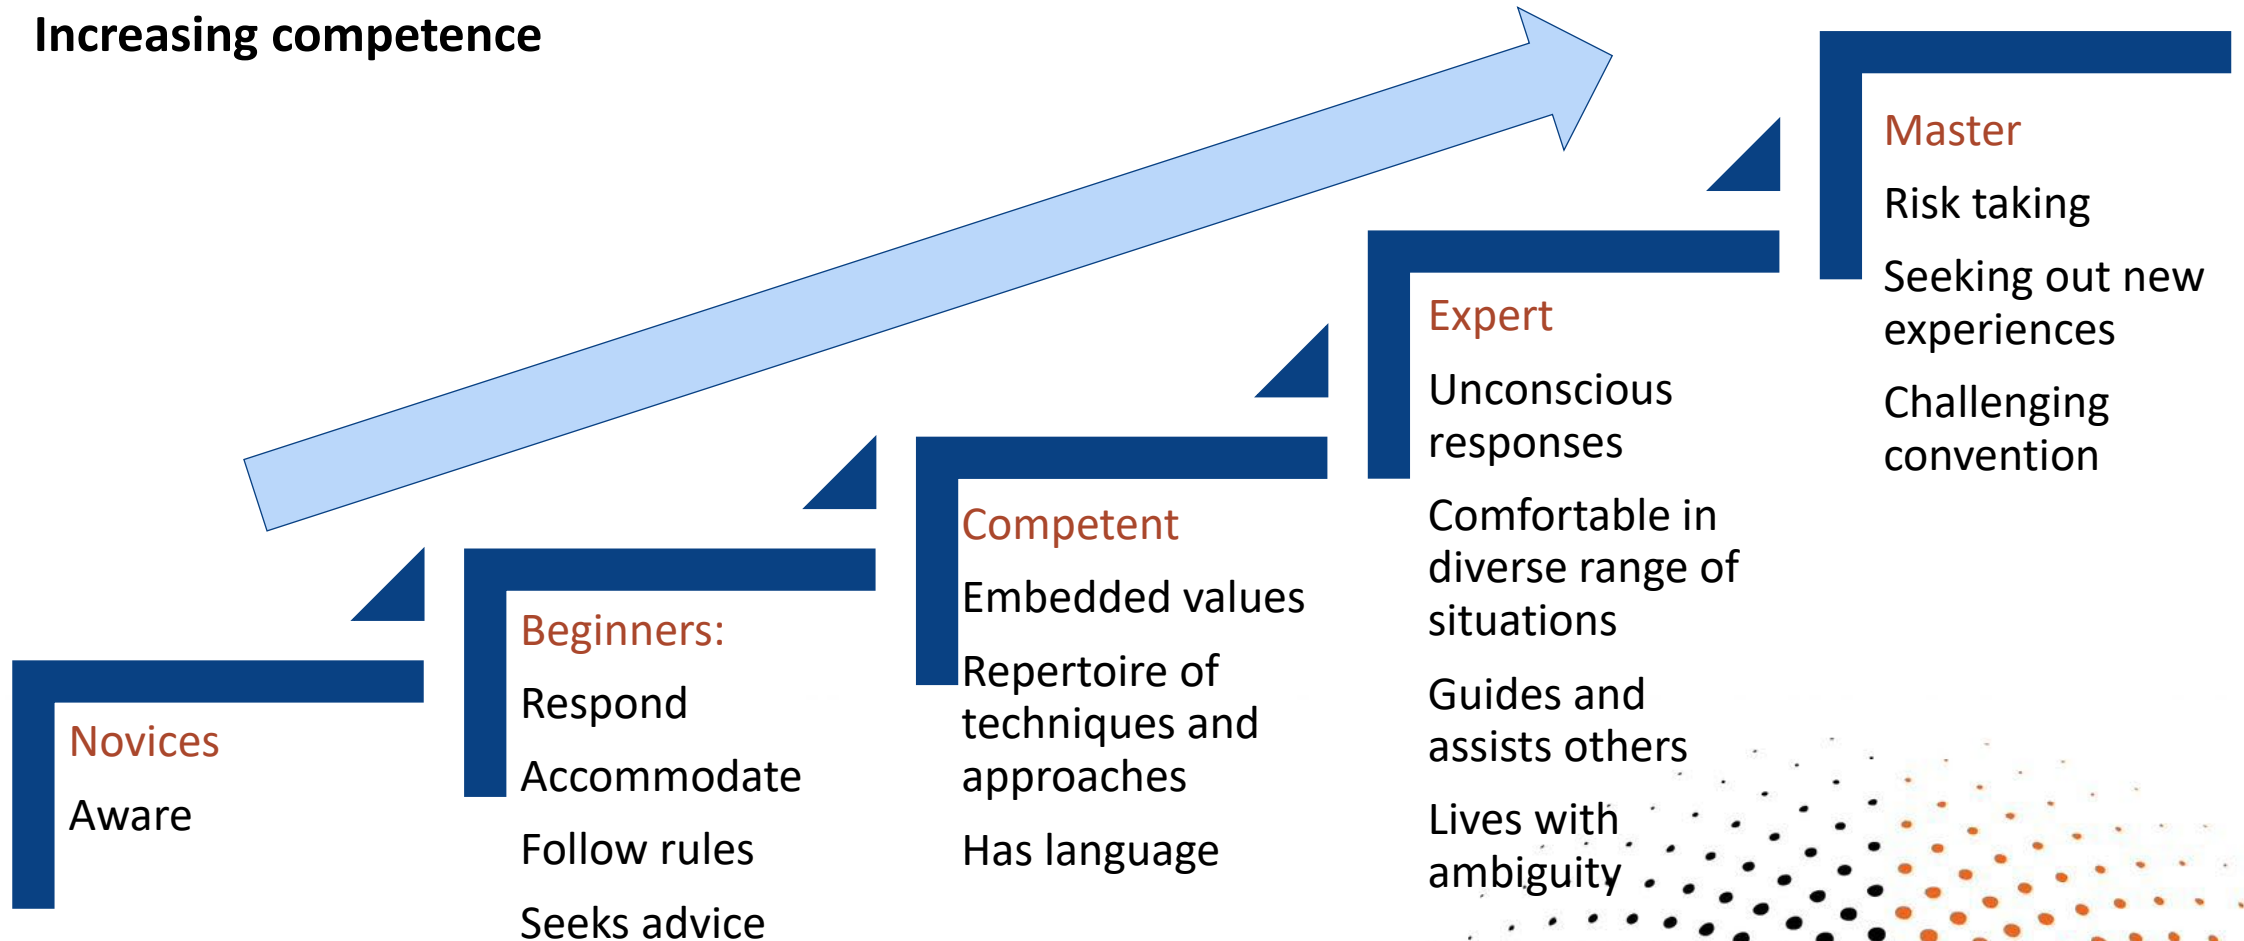 Increasing competence
Novices
Aware
Beginners:
Respond
Accommodate
Follow rules
Seeks advice
Competent
Embedded values
Repertoire of
techniques and
approaches
Has language
Expert
Unconscious
responses
Comfortable in
diverse range of
situations
Guides and
assists others
Lives with
ambiguity
Master
Risk taking
Seeking out new
experiences
Challenging
convention